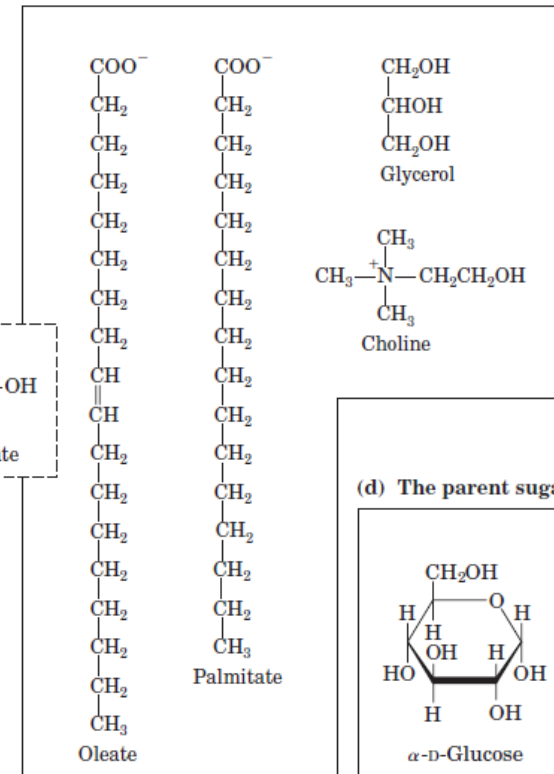 COO⁻
CH₂
CH₂
CH₂
CH₂
CH₂
CH₂
CH₂
CH
CH
CH₂
CH₂
CH₂
CH₂
CH₂
CH₂
CH₂
CH₃
Oleate
COO⁻
CH₂
CH₂
CH₂
CH₂
CH₂
CH₂
CH₂
CH₂
CH₂
CH₂
CH₂
CH₂
CH₂
CH₂
CH₃
Palmitate
CH₂OH
CHOH
CH₂OH
Glycerol
CH₃
CH₃—N⁺—CH₂CH₂OH
CH₃
Choline
-OH
(d) The parent suga
CH₂OH
O
H H
H
OH H
HO OH
H OH
α-D-Glucose